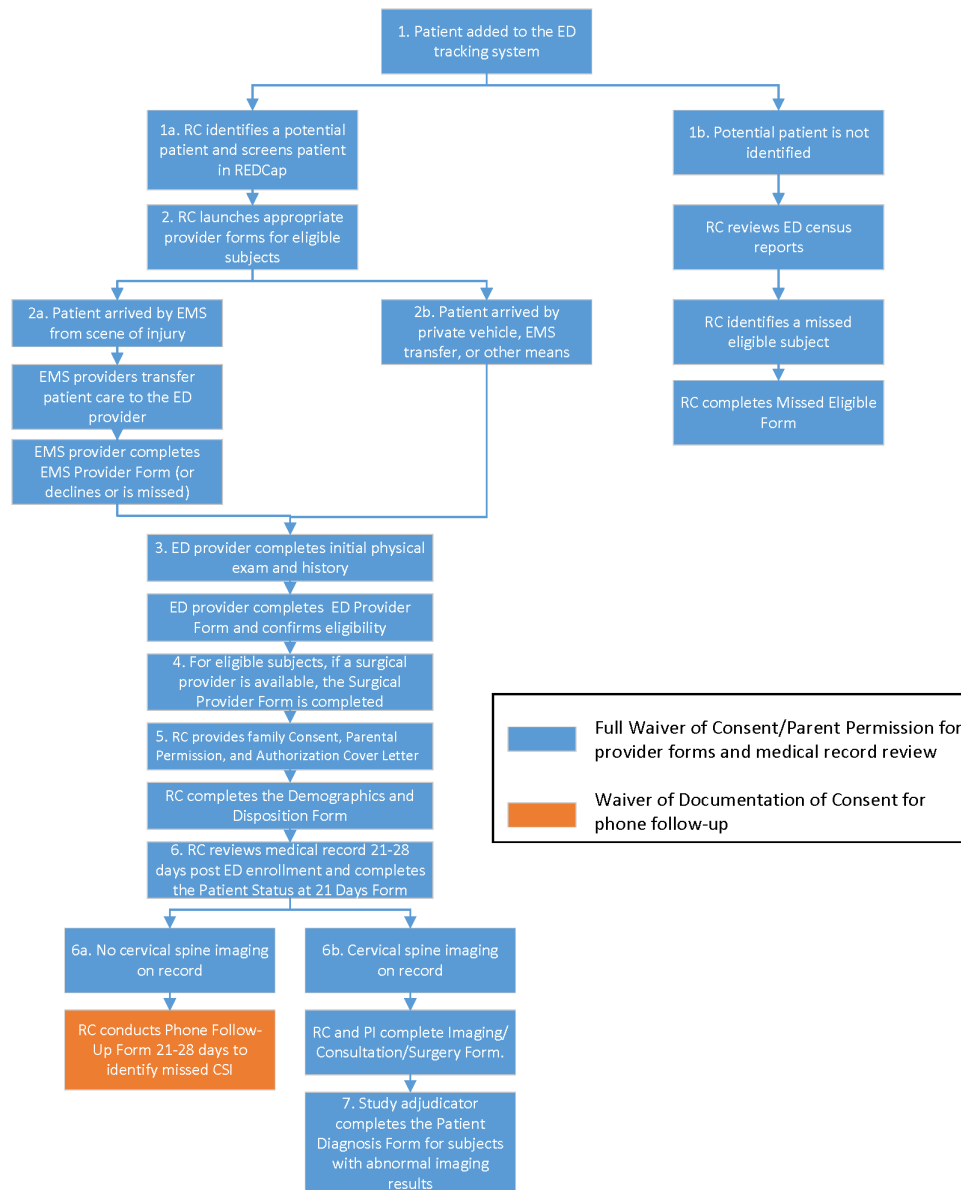 1. Patient added to the ED
tracking system
1a. RC identifies a potential
patient and screens patient
in REDCap
1b. Potential patient is not
identified
2. RC launches appropriate
provider forms for eligible
subjects
RC reviews ED census
reports
2a. Patient arrived by EMS
from scene of injury
2b. Patient arrived by
private vehicle, EMS
transfer, or other means
RC identifies a missed
eligible subject
EMS providers transfer
patient care to the ED
provider
RC completes Missed Eligible
Form
EMS provider completes
EMS Provider Form (or
declines or is missed)
3. ED provider completes initial physical
exam and history
ED provider completes ED Provider
Form and confirms eligibility
4. For eligible subjects, if a surgical
provider is available, the Surgical
Provider Form is completed
5. RC provides family Consent, Parental
Permission, and Authorization Cover Letter
RC completes the Demographics and
Disposition Form
6. RC reviews medical record 21-28
days post ED enrollment and completes
the Patient Status at 21 Days Form
Full Waiver of Consent/Parent Permission for
provider forms and medical record review
Waiver of Documentation of Consent for
phone follow-up
6a. No cervical spine imaging
on record
6b. Cervical spine imaging
on record
RC conducts Phone Follow-
Up Form 21-28 days to
identify missed CSI
RC and PI complete Imaging/
Consultation/Surgery Form.
7. Study adjudicator
completes the Patient
Diagnosis Form for subjects
with abnormal imaging
results